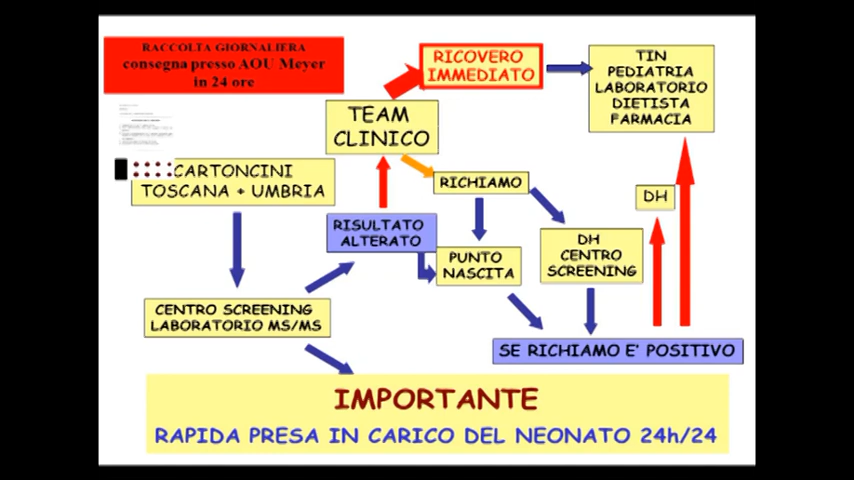 RACCOLTA GIORNALIERA
consegna presso AOU Meyer
in 24 ore
RICOVERO
IMMEDIATO
TIN
PEDIATRIA
LABORATORIO
DIETISTA
FARMACIA
TEAM
CLINICO
CARTONCINI
TOSCANA + UMBRIA
RICHIAMO
DH
RISULTATO
ALTERATO
PUNTO
NASCITA
DH
CENTRO
SCREENING
CENTRO SCREENING
LABORATORIO MS/MS
SE RICHIAMO E' POSITIVO
IMPORTANTE
RAPIDA PRESA IN CARICO DEL NEONATO 24h/24